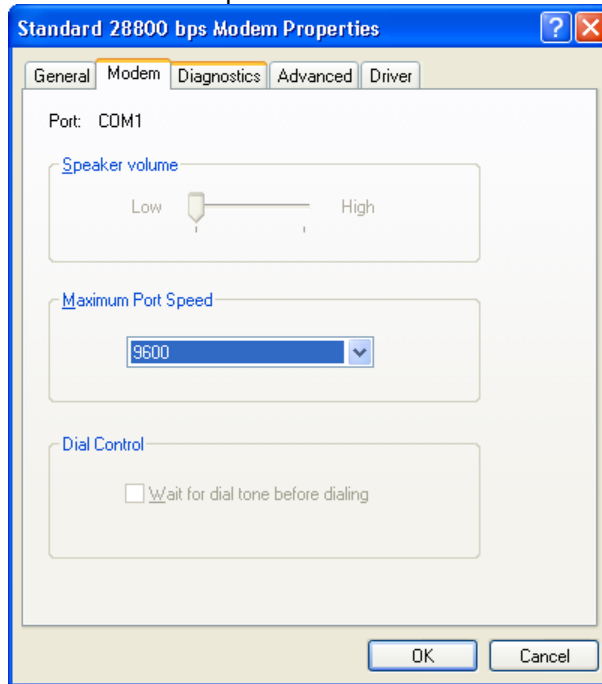 Standard 28800 bps Modem Properties
General Modem Diagnostics Advanced Driver
Port: COM1
Speaker volume
Low High
Maximum Port Speed
9600
Dial Control
Wait for dial tone before dialing
OK Cancel